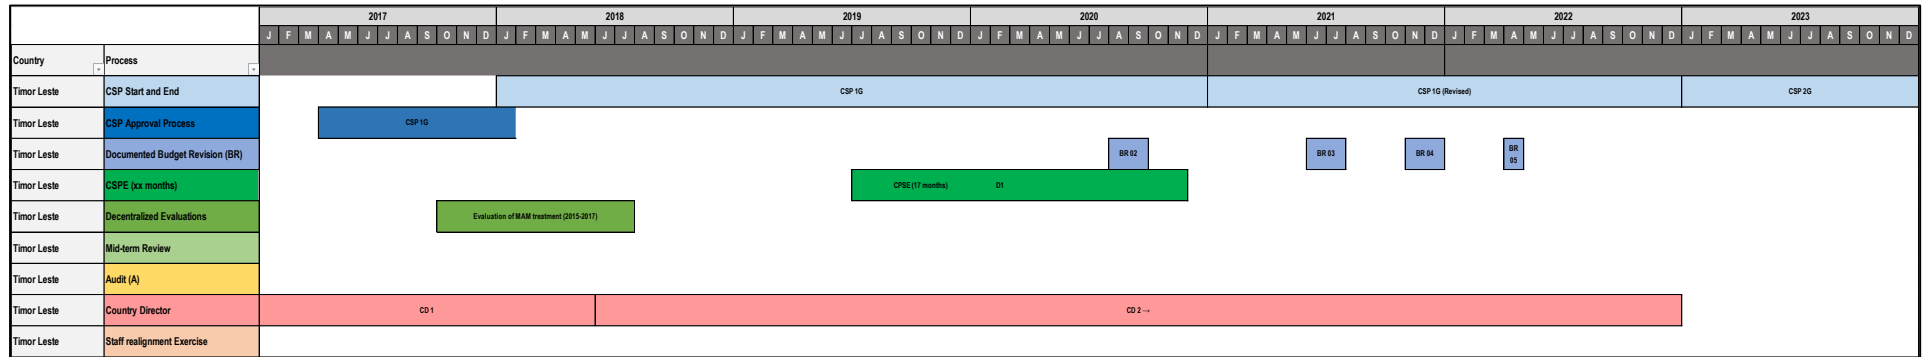 2017 2018 2019 2020 2021 2022 2023
J F M A M J J A S O N D J F M A M J J A S O N D J F M A M J J A S O N D J F M A M J J A S O N D J F M A M J J A S O N D J F M A M J J A S O N D J F M A M J J A S O N D
Country Process
Timor Leste CSP Start and End CSP 1G CSP 1G (Revised) CSP 2G
Timor Leste CSP Approval Process CSP 1G
Timor Leste Documented Budget Revision (BR) BR 02 BR 03 BR 04 BR
05
Timor Leste CSPE (xx months) CPSE (17 months) D1
Timor Leste Decentralized Evaluations Evaluation of MAM treatment (2015-2017)
Timor Leste Mid-term Review
Timor Leste Audit (A)
Timor Leste Country Director CD 1 CD 2 →
Timor Leste Staff realignment Exercise